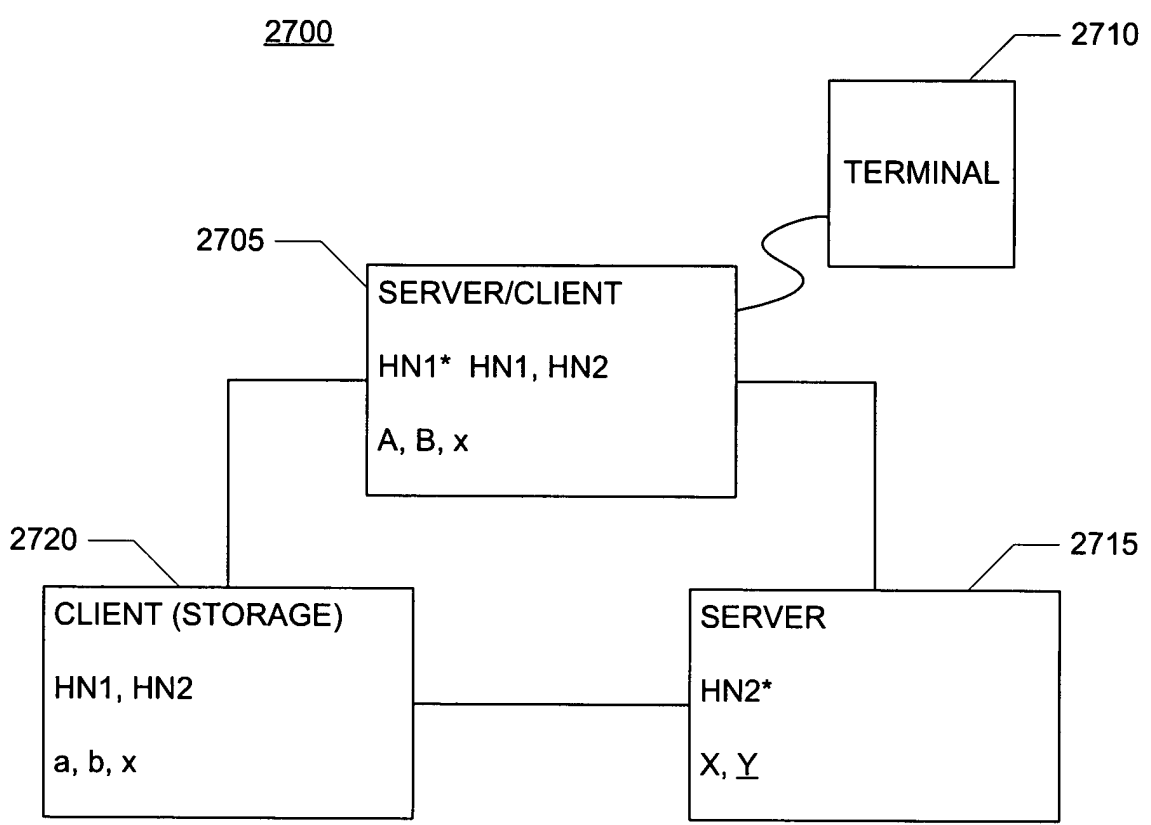 2700
2710
TERMINAL
2705
SERVER/CLIENT
HN1* HN1, HN2
A, B, x
2720
CLIENT (STORAGE)
HN1, HN2
a, b, x
2715
SERVER
HN2*
X, Y